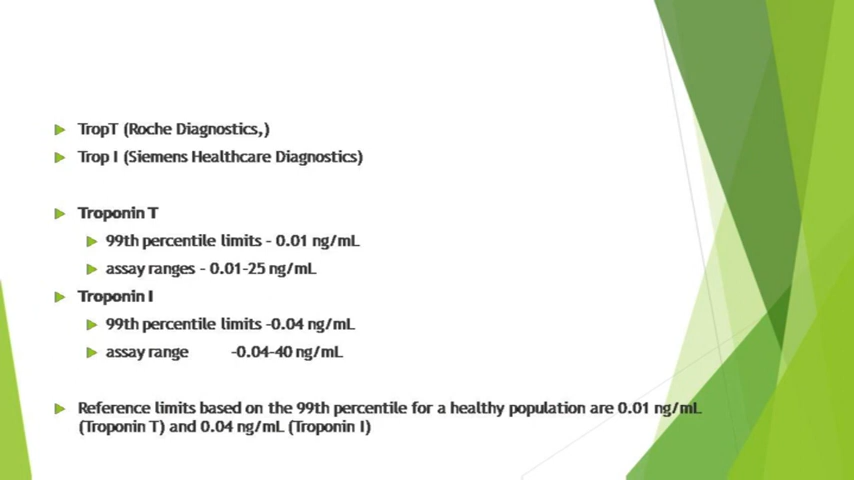 TropT (Roche Diagnostics,)
Trop I (Siemens Healthcare Diagnostics)
Troponin T
99th percentile limits - 0.01 ng/mL
assay ranges - 0.01-25 ng/mL
Troponin I
99th percentile limits -0.04 ng/mL
assay range -0.04-40 ng/mL
Reference limits based on the 99th percentile for a healthy population are 0.01 ng/mL
(Troponin T) and 0.04 ng/mL (Troponin I)